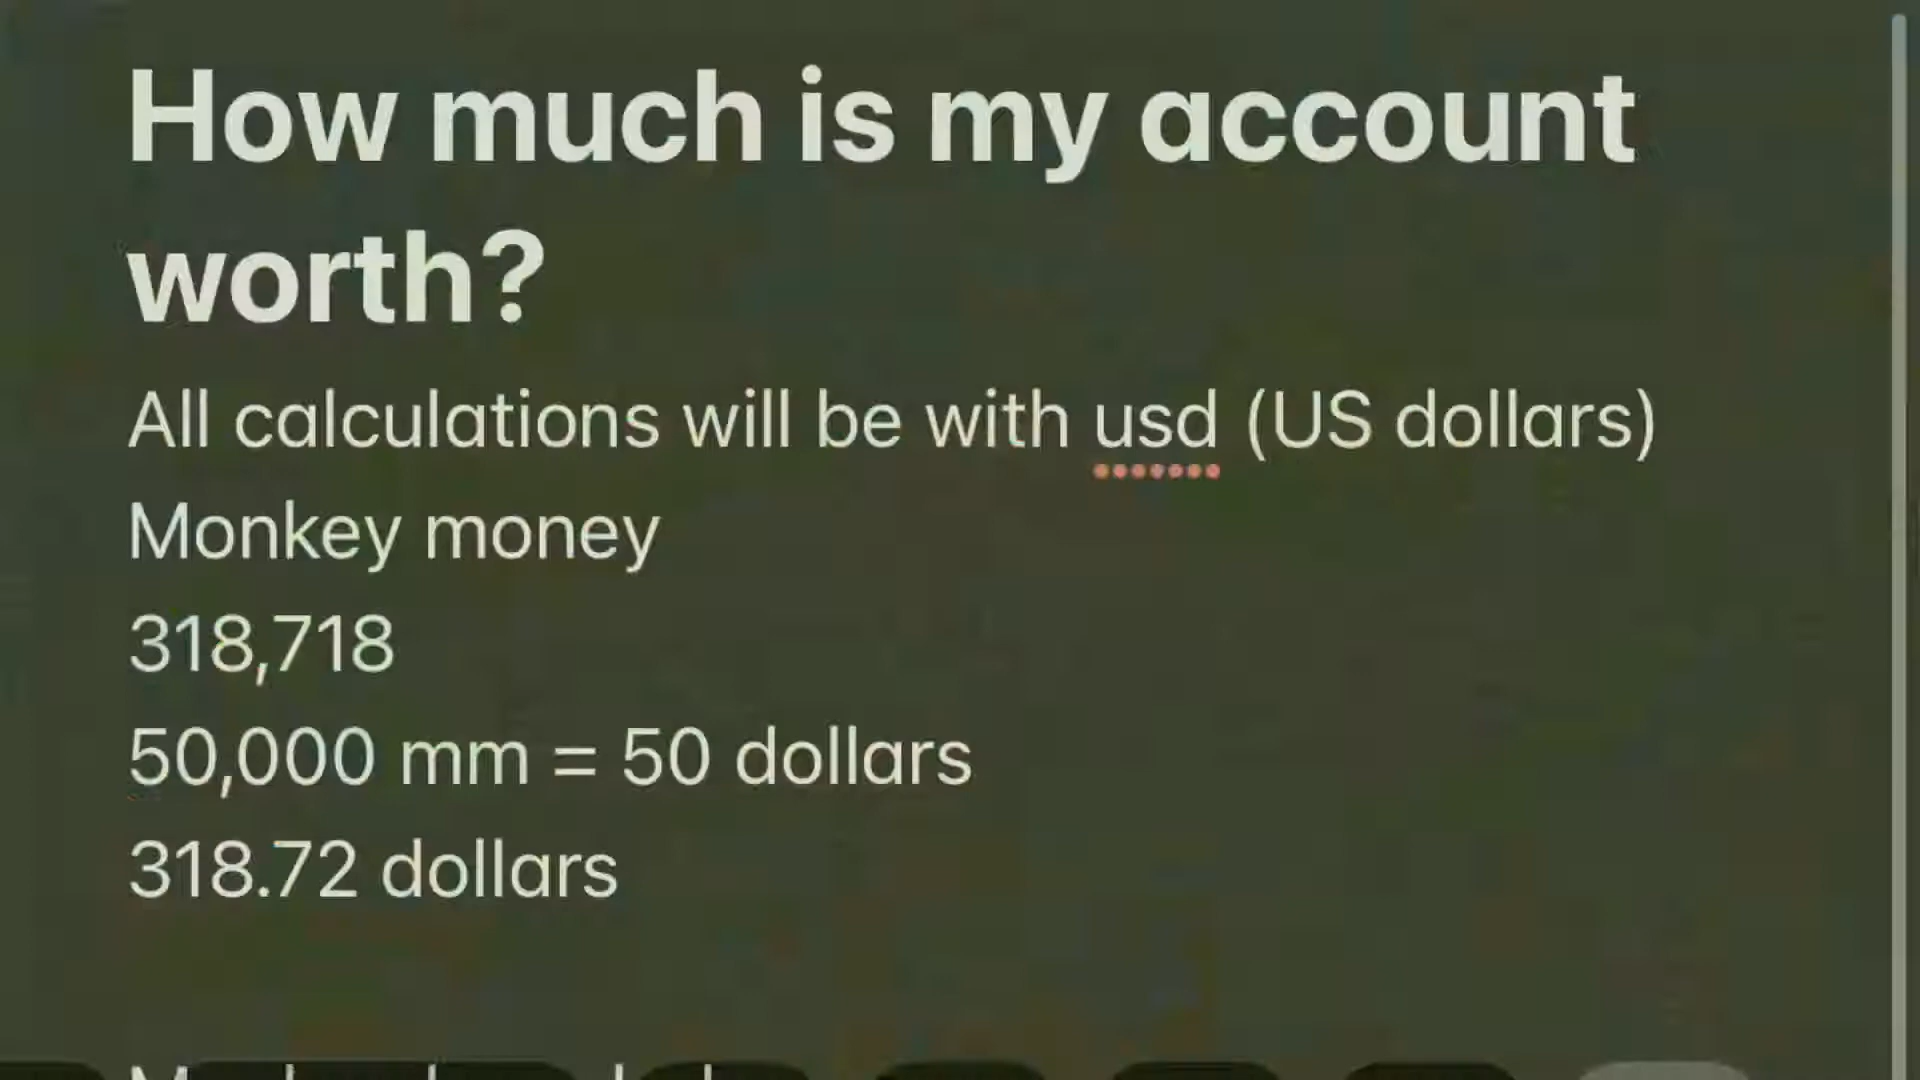 How much is my account
worth?
All calculations will be with usd (US dollars)
Monkey money
318,718
50,000 mm = 50 dollars
318.72 dollars